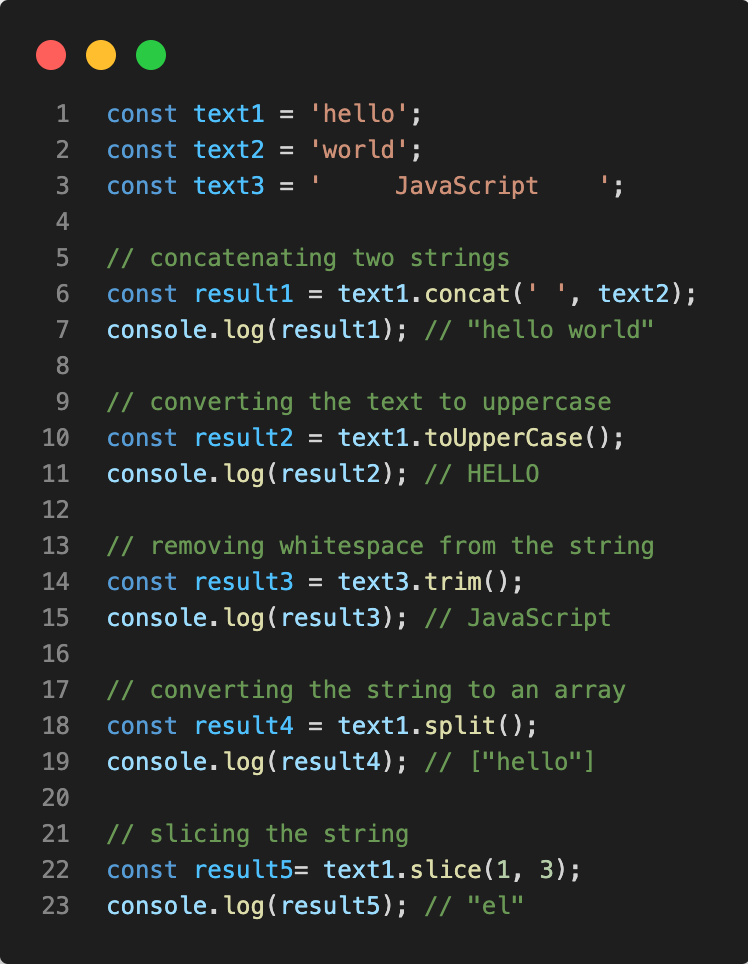 1 const text1 = 'hello';
2 const text2 = 'world';
3 const text3 = '     JavaScript    ';
4
5 // concatenating two strings
6 const result1 = text1.concat(' ', text2);
7 console.log(result1); // "hello world"
8
9 // converting the text to uppercase
10 const result2 = text1.toUpperCase();
11 console.log(result2); // HELLO
12
13 // removing whitespace from the string
14 const result3 = text3.trim();
15 console.log(result3); // JavaScript
16
17 // converting the string to an array
18 const result4 = text1.split();
19 console.log(result4); // ["hello"]
20
21 // slicing the string
22 const result5= text1.slice(1, 3);
23 console.log(result5); // "el"